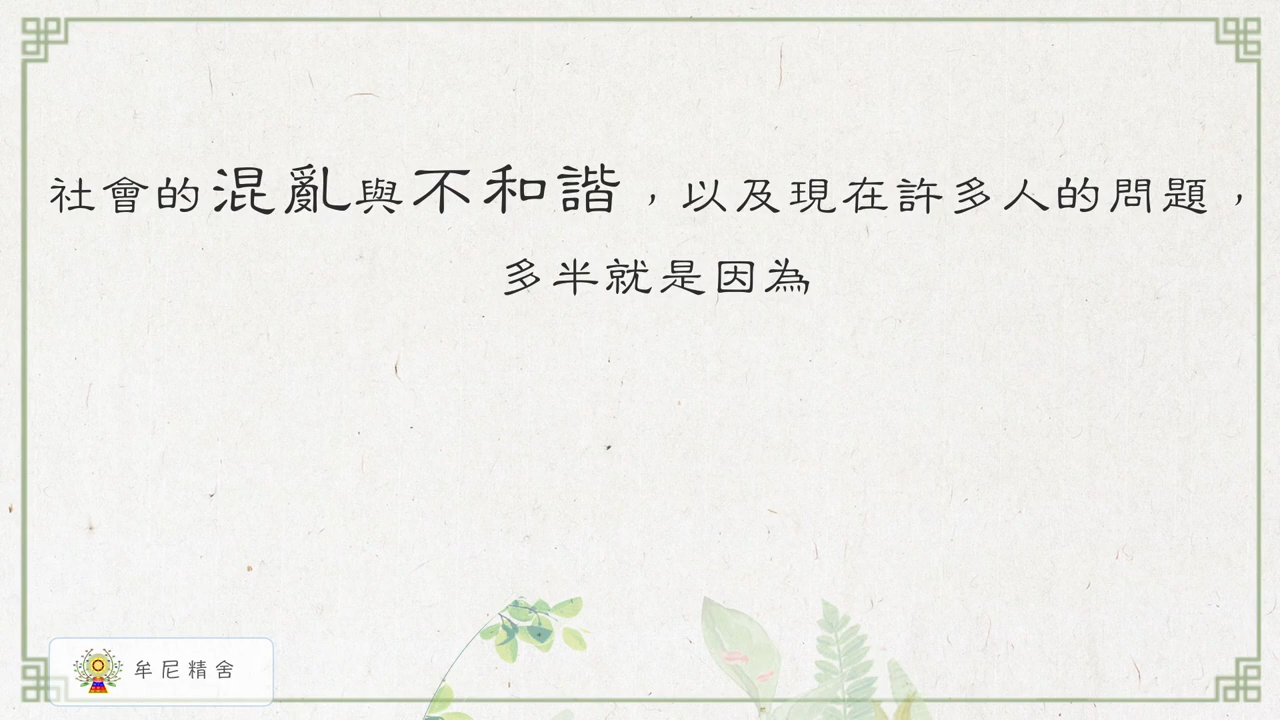 社會的混亂與不和諧，以及現在許多人的問題，
多半就是因為
牟尼精舍